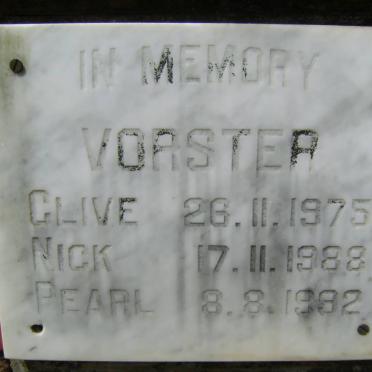 IN MEMORY
VORSTER
CLIVE 26.11.1975
NICK 17.11.1988
PEARL 8.8.1992